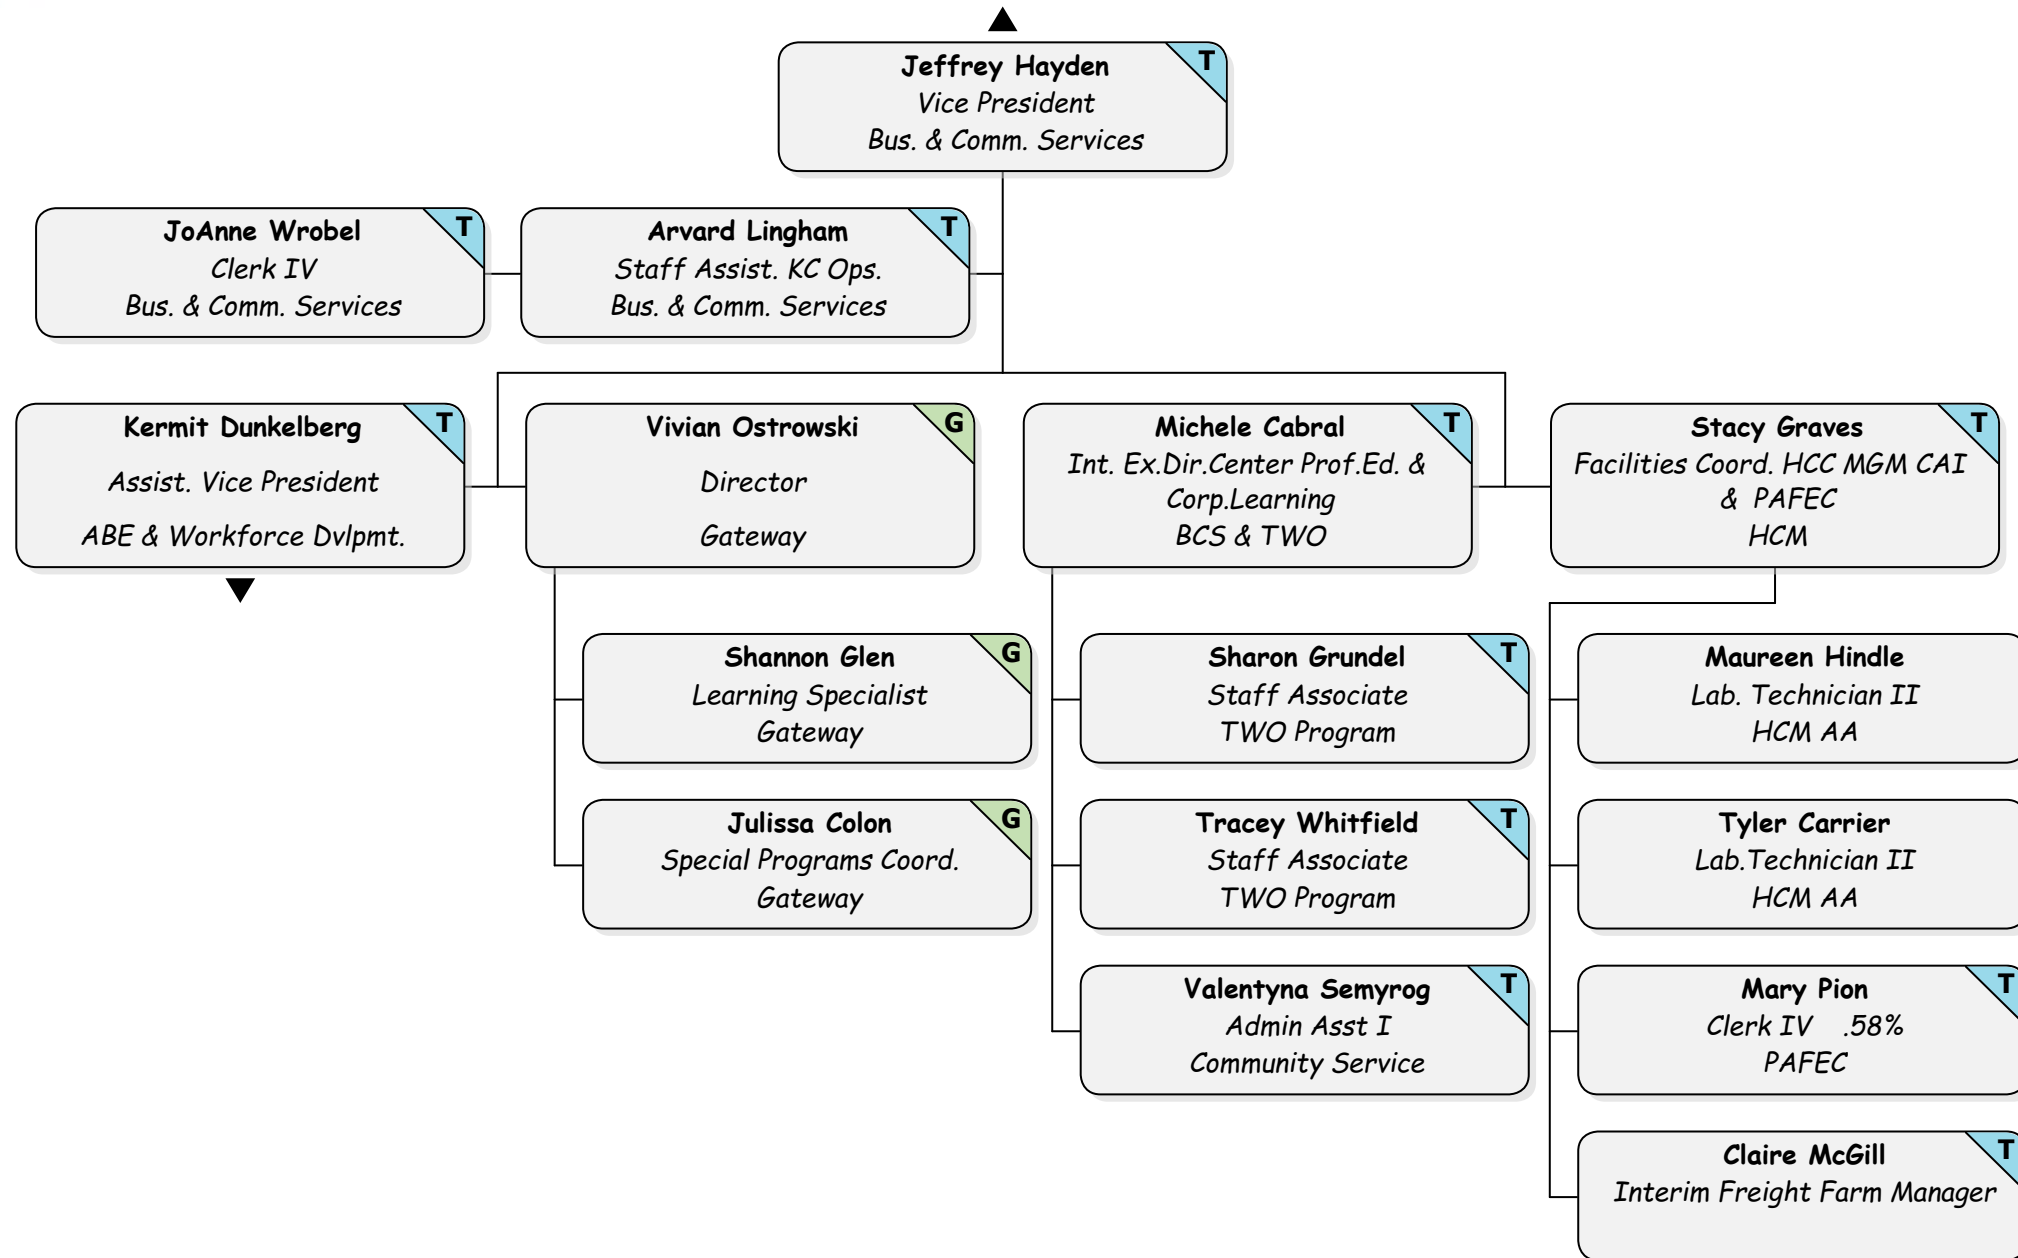 T
Jeffrey Hayden
Vice President
Bus. & Comm. Services
T
JoAnne Wrobel
Clerk IV
Bus. & Comm. Services
T
Arvard Lingham
Staff Assist. KC Ops.
Bus. & Comm. Services
T
Kermit Dunkelberg
Assist. Vice President
ABE & Workforce Dvlpmt.
G
Vivian Ostrowski
Director
Gateway
T
Michele Cabral
Int. Ex.Dir.Center Prof.Ed. &
Corp.Learning
BCS & TWO
T
Stacy Graves
Facilities Coord. HCC MGM CAI
& PAFEC
HCM
G
Shannon Glen
Learning Specialist
Gateway
G
Julissa Colon
Special Programs Coord.
Gateway
T
Sharon Grundel
Staff Associate
TWO Program
T
Tracey Whitfield
Staff Associate
TWO Program
T
Valentyna Semyrog
Admin Asst I
Community Service
Maureen Hindle
Lab. Technician II
HCM AA
Tyler Carrier
Lab.Technician II
HCM AA
T
Mary Pion
Clerk IV .58%
PAFEC
T
Claire McGill
Interim Freight Farm Manager